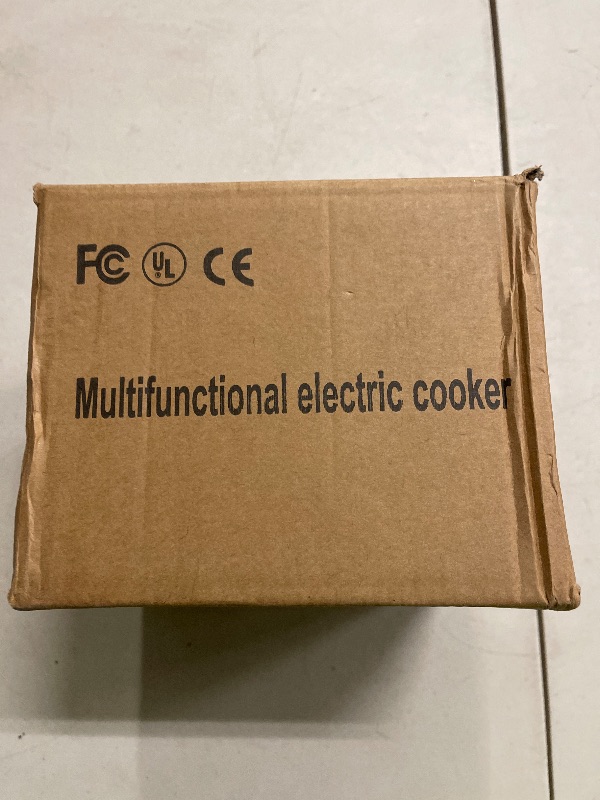 FC UL® CE
Multifunctional electric cooker